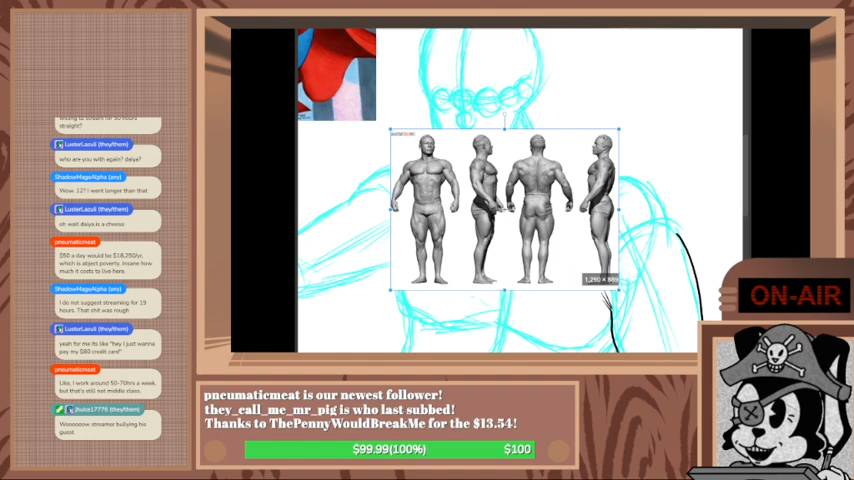 willing to stream for 30 hours
straight?
LusterLazuli (they/them)
who are you with again? daiya?
ShadowMageAlpha (any)
Wow. 12? I went longer than that
LusterLazuli (they/them)
oh wait daiya is a cheese
pneumaticmeat
$50 a day would be $18,250/yr,
which is abject poverty. Insane how
much it costs to live here.
ShadowMageAlpha (any)
I do not suggest streaming for 19
hours. That shit was rough
LusterLazuli (they/them)
yeah for me its like "hey I just wanna
pay my $80 credit card"
pneumaticmeat
Like, I work around 50-70hrs a week,
but that's still not middle class.
(they/them)
Woooooow streamer bullying his
guest
ON-AIR
pneumaticmeat is our newest follower!
they_call_me_mr_pig is who last subbed!
Thanks to ThePennyWouldBreakMe for the $13.54!
$99.99(100%) $100